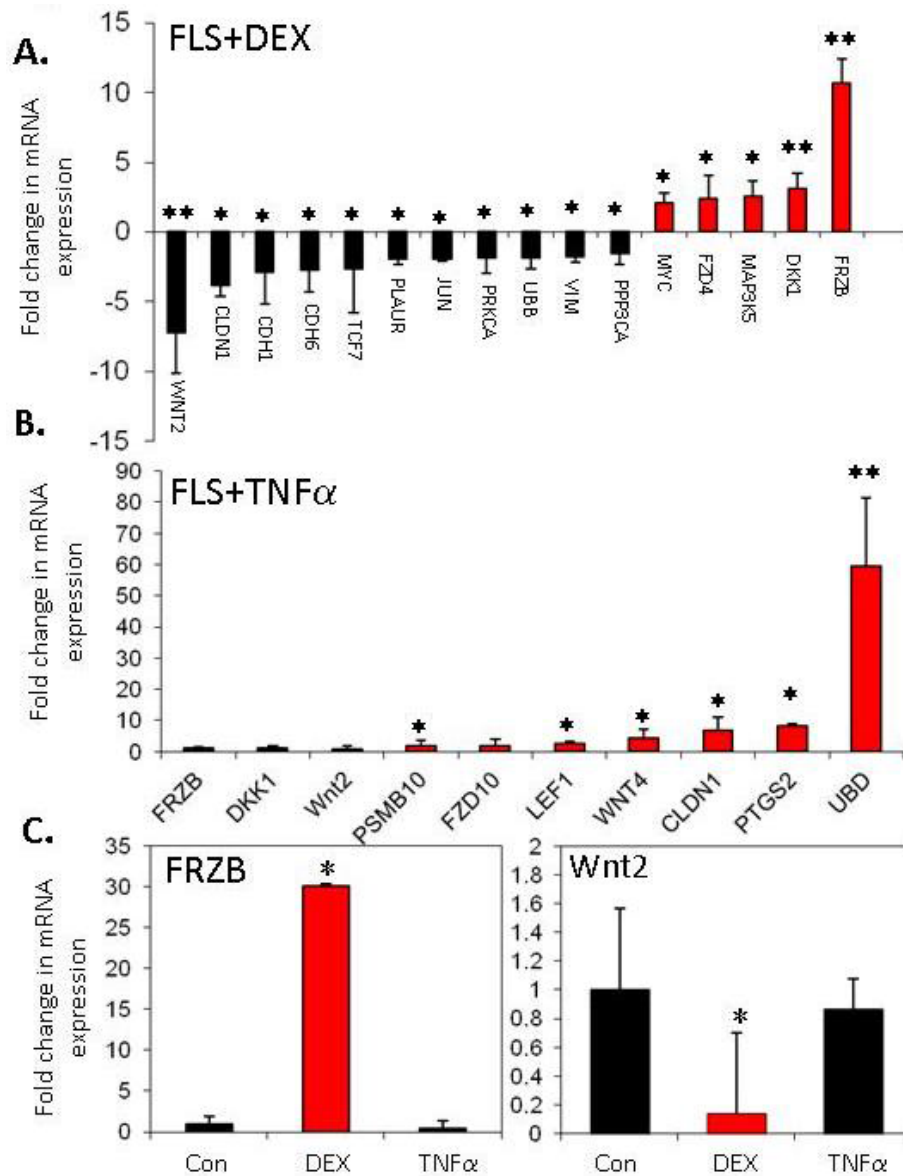 A.
FLS+DEX
Fold change in mRNA
expression
15
10
5
0
-5
-10
-15
** * * * * * * * * * * * * * ** **
WNT2 CLDN1 CDH1 CDH6 TCF7 PLAUR JUN PRKCA UBB VIM PPP3CA MYC FZD4 MAP3K5 DKK1 FRZB
B.
FLS+TNFα
Fold change in mRNA
expression
90
80
70
60
50
40
30
20
10
0
* * * * * **
FRZB DKK1 Wnt2 PSMB10 FZD10 LEF1 WNT4 CLDN1 PTGS2 UBD
C.
FRZB
Fold change in mRNA
expression
35
30
25
20
15
10
5
0
*
Con DEX TNFα
Wnt2
2
1.8
1.6
1.4
1.2
1
0.8
0.6
0.4
0.2
0
*
Con DEX TNFα